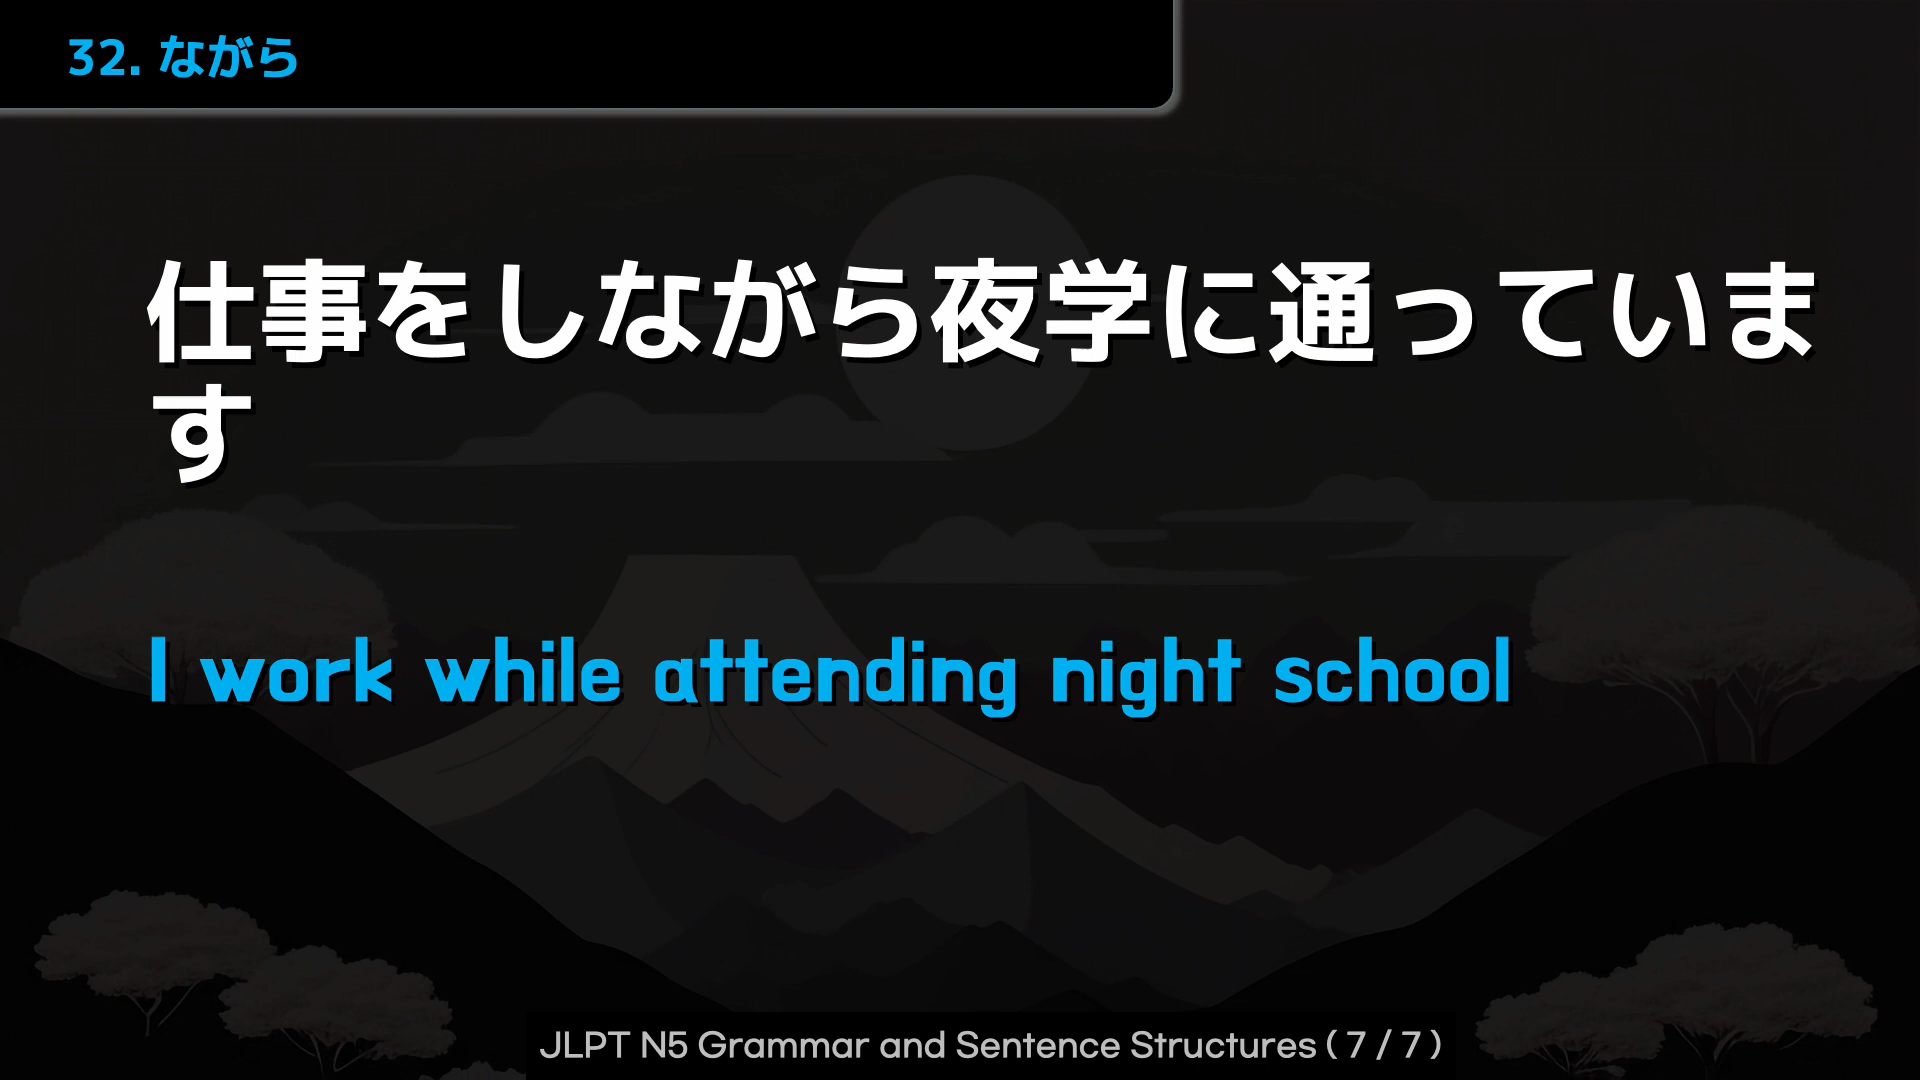 32. ながら
仕事をしながら夜学に通っていま
す
I work while attending night school
JLPT N5 Grammar and Sentence Structures ( 7 / 7 )